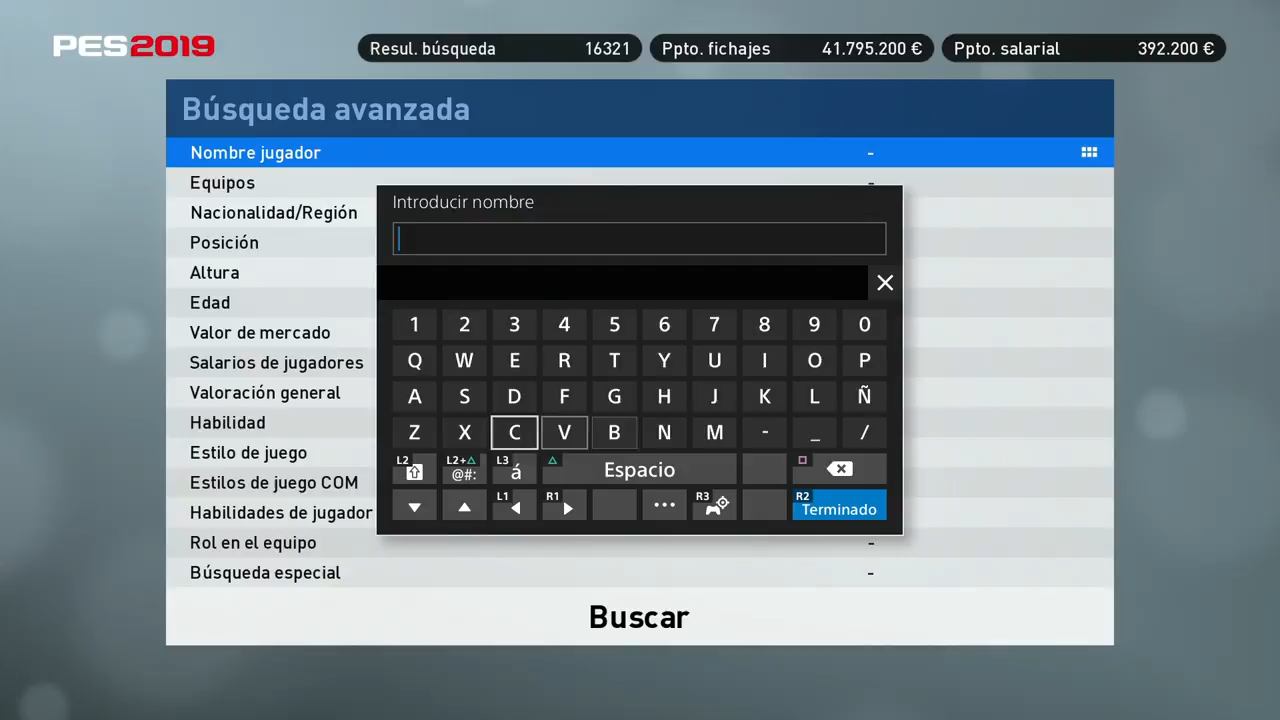 PES2019
Resul. búsqueda 16321
Ppto. fichajes 41.795.200 €
Ppto. salarial 392.200 €
Búsqueda avanzada
Nombre jugador -
Equipos -
Nacionalidad/Región
Posición
Altura
Edad
Valor de mercado
Salarios de jugadores
Valoración general
Habilidad
Estilo de juego
Estilos de juego COM
Habilidades de jugador
Rol en el equipo -
Búsqueda especial -
Introducir nombre
1 2 3 4 5 6 7 8 9 0
Q W E R T Y U I O P
A S D F G H J K L Ñ
Z X C V B N M - _ /
L2 L2+△ @#: L3 á △ Espacio □
▼ ▲ L1 ◀ R1 ▶ ... R3 R2 Terminado
Buscar